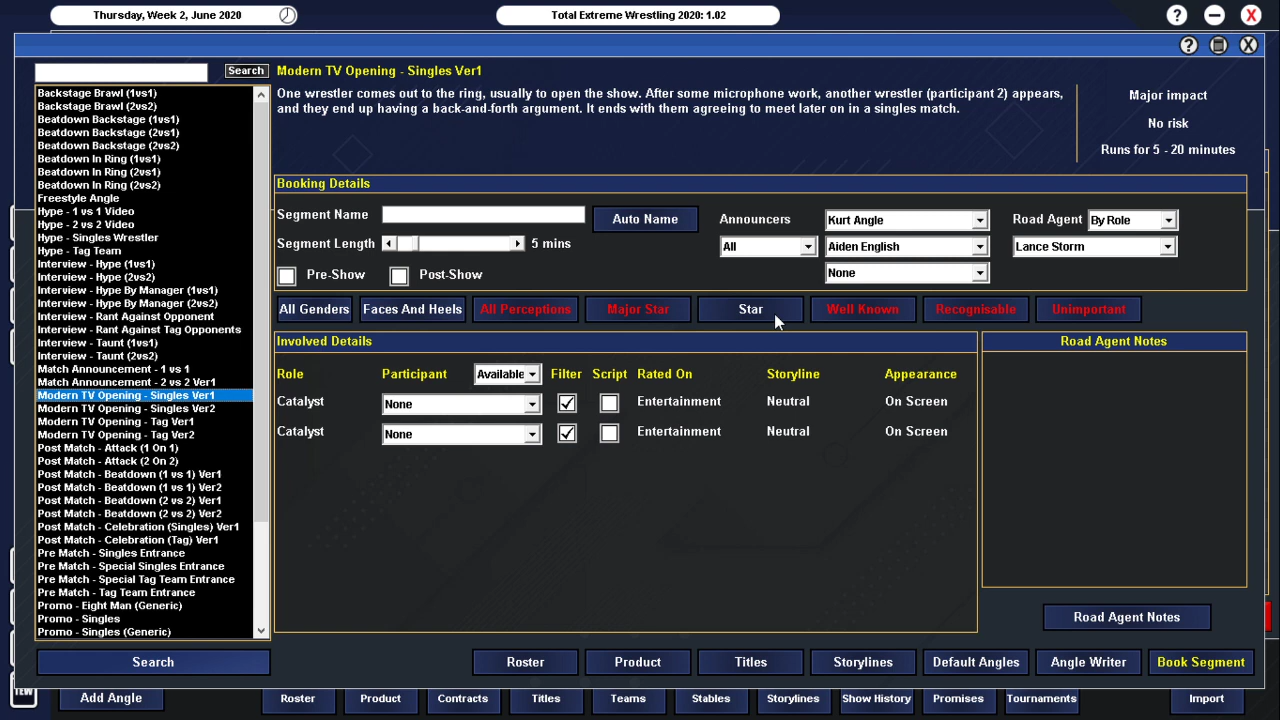 Thursday, Week 2, June 2020
Total Extreme Wrestling 2020: 1.02
Search
Backstage Brawl (1vs1)
Backstage Brawl (2vs2)
Beatdown Backstage (1vs1)
Beatdown Backstage (2vs1)
Beatdown Backstage (2vs2)
Beatdown In Ring (1vs1)
Beatdown In Ring (2vs1)
Beatdown In Ring (2vs2)
Freestyle Angle
Hype - 1 vs 1 Video
Hype - 2 vs 2 Video
Hype - Singles Wrestler
Hype - Tag Team
Interview - Hype (1vs1)
Interview - Hype (2vs2)
Interview - Hype By Manager (1vs1)
Interview - Hype By Manager (2vs2)
Interview - Rant Against Opponent
Interview - Rant Against Tag Opponents
Interview - Taunt (1vs1)
Interview - Taunt (2vs2)
Match Announcement - 1 vs 1
Match Announcement - 2 vs 2 Ver1
Modern TV Opening - Singles Ver1
Modern TV Opening - Singles Ver2
Modern TV Opening - Tag Ver1
Modern TV Opening - Tag Ver2
Post Match - Attack (1 On 1)
Post Match - Attack (2 On 2)
Post Match - Beatdown (1 vs 1) Ver1
Post Match - Beatdown (1 vs 1) Ver2
Post Match - Beatdown (2 vs 2) Ver1
Post Match - Beatdown (2 vs 2) Ver2
Post Match - Celebration (Singles) Ver1
Post Match - Celebration (Tag) Ver1
Pre Match - Singles Entrance
Pre Match - Special Singles Entrance
Pre Match - Special Tag Team Entrance
Pre Match - Tag Team Entrance
Promo - Eight Man (Generic)
Promo - Singles
Promo - Singles (Generic)
Search
Modern TV Opening - Singles Ver1
One wrestler comes out to the ring, usually to open the show. After some microphone work, another wrestler (participant 2) appears,
and they end up having a back-and-forth argument. It ends with them agreeing to meet later on in a singles match.
Major impact
No risk
Runs for 5 - 20 minutes
Booking Details
Segment Name Auto Name Announcers Kurt Angle Road Agent By Role
Segment Length 5 mins All Aiden English Lance Storm
Pre-Show Post-Show None
All Genders Faces And Heels All Perceptions Major Star Star Well Known Recognisable Unimportant
Involved Details
Role Participant Available Filter Script Rated On Storyline Appearance
Catalyst None Entertainment Neutral On Screen
Catalyst None Entertainment Neutral On Screen
Road Agent Notes
Road Agent Notes
Roster Product Titles Storylines Default Angles Angle Writer Book Segment
TEW Add Angle Roster Product Contracts Titles Teams Stables Storylines Show History Promises Tournaments Import